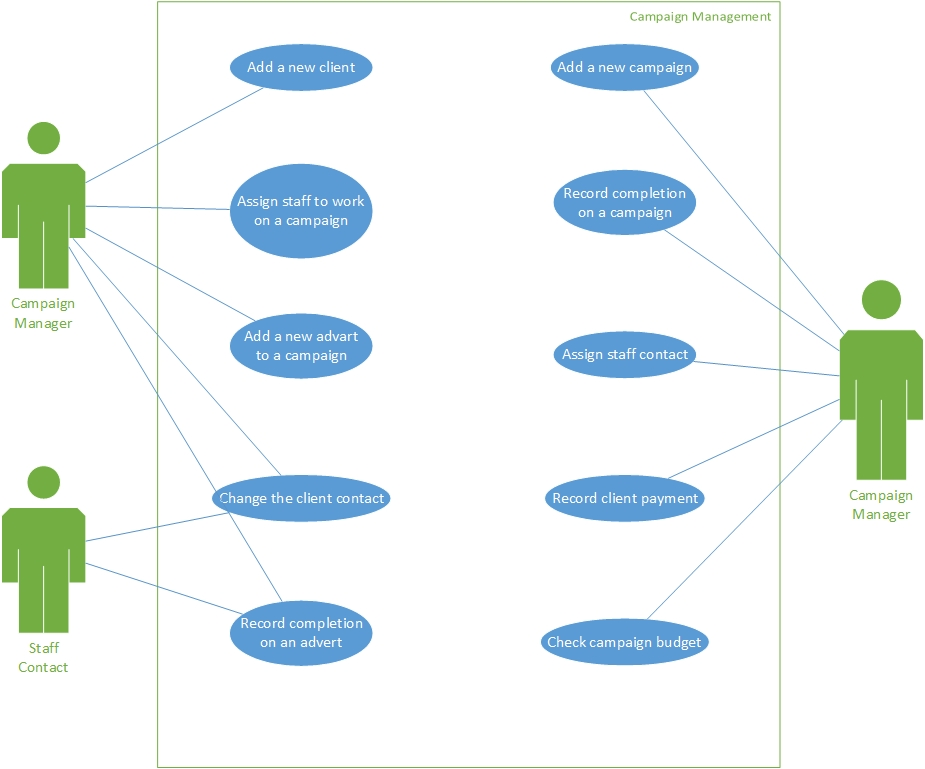 Campaign Management
Add a new client
Add a new campaign
Assign staff to work
on a campaign
Record completion
on a campaign
Campaign
Manager
Add a new advart
to a campaign
Assign staff contact
Change the client contact
Record client payment
Campaign
Manager
Record completion
on an advert
Check campaign budget
Staff
Contact